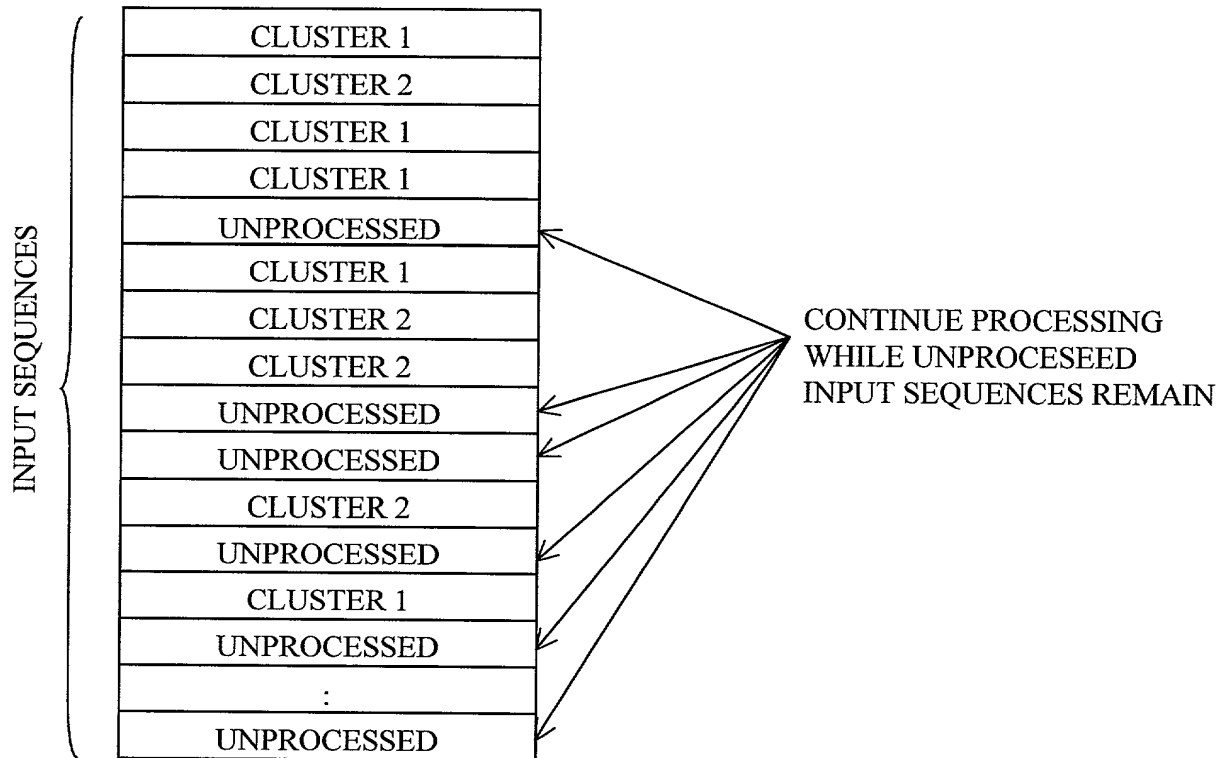 INPUT SEQUENCES
CLUSTER 1
CLUSTER 2
CLUSTER 1
CLUSTER 1
UNPROCESSED
CLUSTER 1
CLUSTER 2
CLUSTER 2
UNPROCESSED
UNPROCESSED
CLUSTER 2
UNPROCESSED
CLUSTER 1
UNPROCESSED
:
UNPROCESSED
CONTINUE PROCESSING
WHILE UNPROCESEED
INPUT SEQUENCES REMAIN